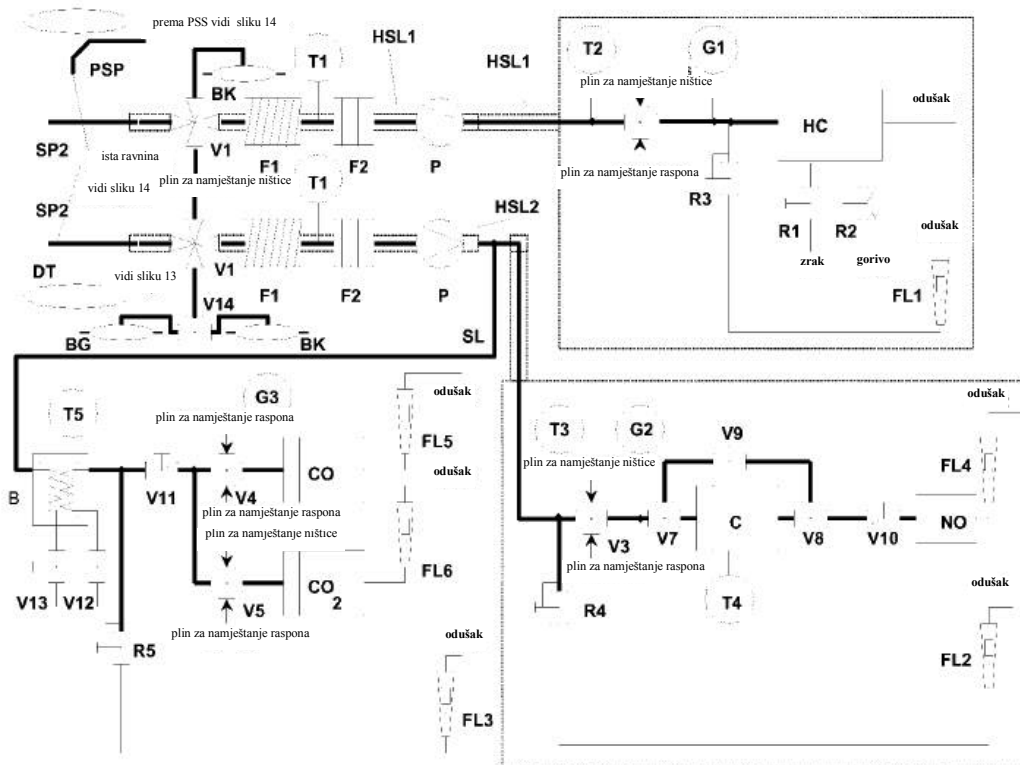 prema PSS vidi sliku 14
PSP
BK
T1
HSL1
HSL1
T2
G1
plin za namještanje ništice
odušak
HC
SP2
ista ravnina
V1
F1
F2
P
plin za namještanje ništice
plin za namještanje raspona
R3
T1
vidi sliku 14
SP2
HSL2
R1
R2
odušak
zrak
gorivo
DT
vidi sliku 13
V1
F1
F2
P
FL1
V14
BG
BK
SL
T5
G3
plin za namještanje raspona
odušak
FL5
odušak
B
V11
V4
CO
plin za namještanje raspona
plin za namještanje ništice
V13
V12
V5
CO
2
FL6
plin za namještanje raspona
R5
odušak
FL3
T3
G2
V9
odušak
plin za namještanje ništice
FL4
V3
V7
C
V8
V10
NO
plin za namještanje raspona
R4
T4
odušak
FL2